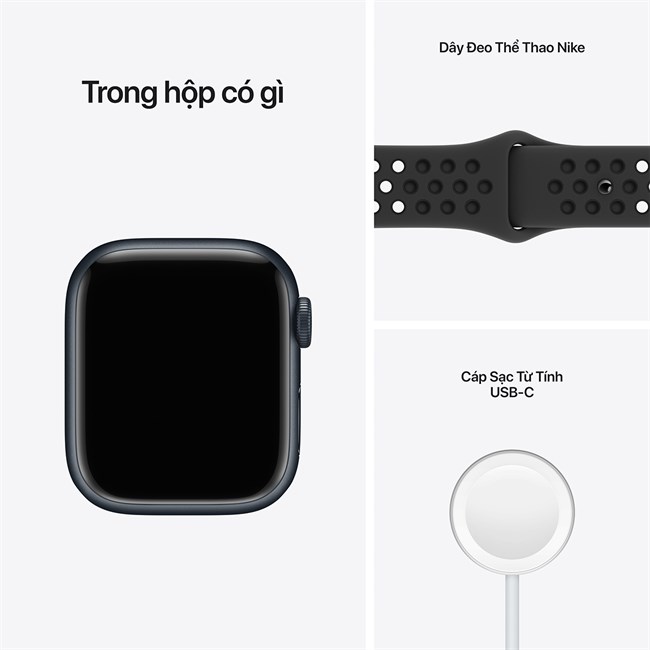 Trong hộp có gì
Dây Đeo Thể Thao Nike
Cáp Sạc Từ Tính
USB-C